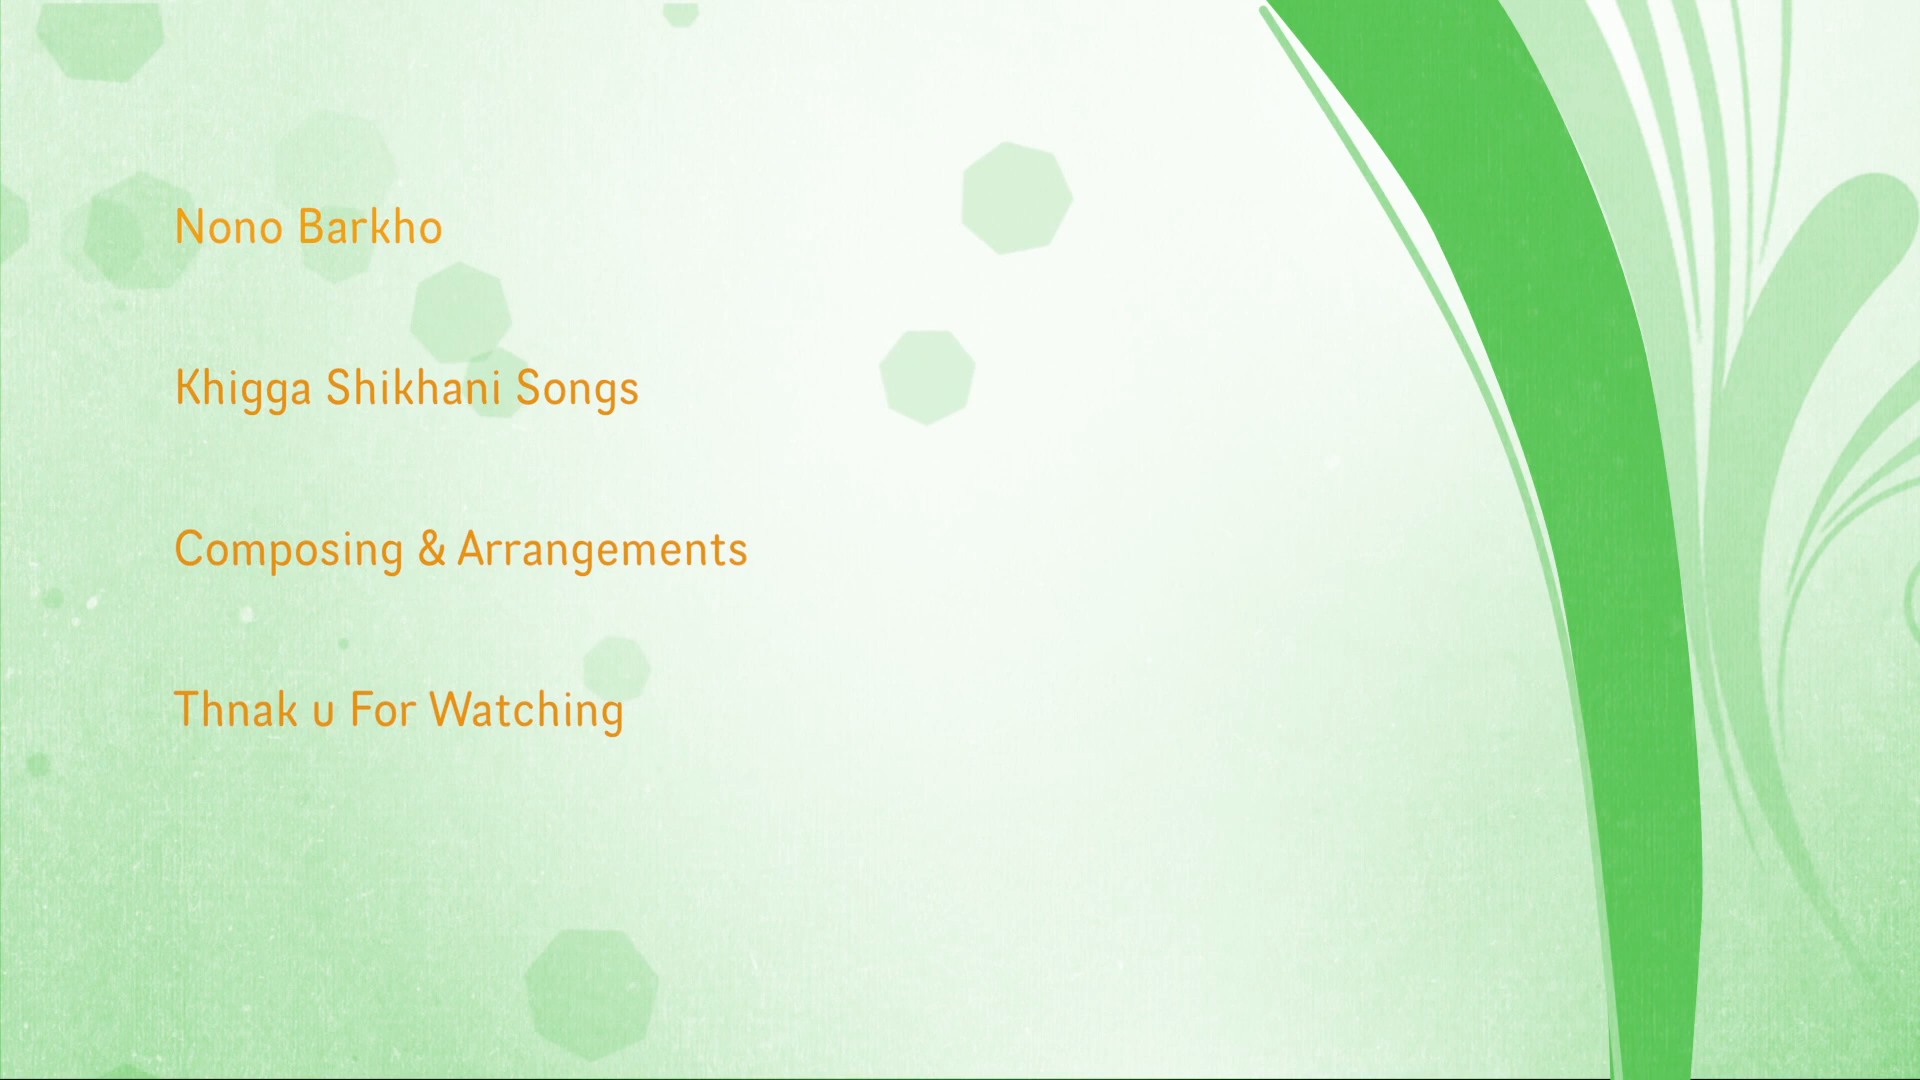 Nono Barkho
Khigga Shikhani Songs
Composing & Arrangements
Thnak u For Watching